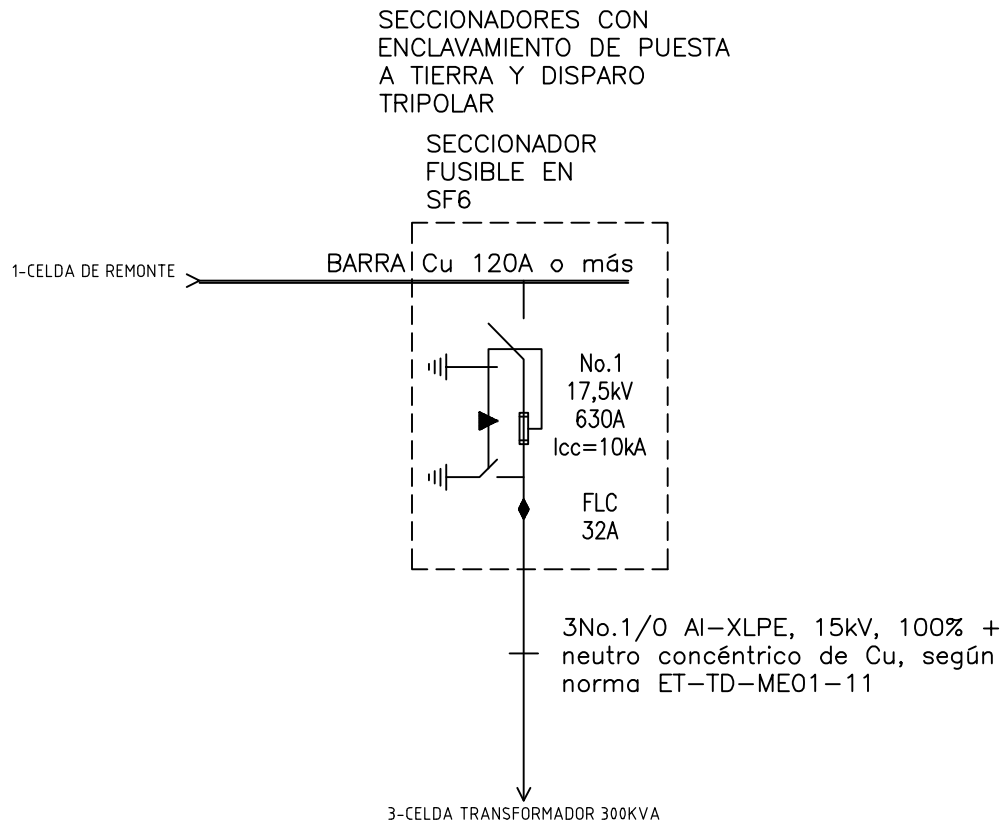 SECCIONADORES CON
ENCLAVAMIENTO DE PUESTA
A TIERRA Y DISPARO
TRIPOLAR
SECCIONADOR
FUSIBLE EN
SF6
1-CELDA DE REMONTE
BARRA Cu 120A o más
No.1
17,5kV
630A
Icc=10kA
FLC
32A
3No.1/0 Al-XLPE, 15kV, 100% +
neutro concéntrico de Cu, según
norma ET-TD-ME01-11
3-CELDA TRANSFORMADOR 300KVA